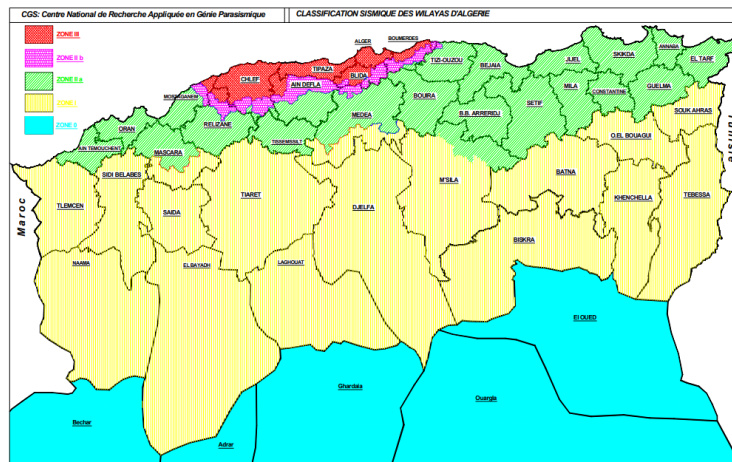 CGS: Centre National de Recherche Appliquée en Génie Parasismique
CLASSIFICATION SISMIQUE DES WILAYAS D'ALGERIE
ZONE III
ZONE II b
ZONE II a
ZONE I
ZONE 0
ALGER
BOUMERDES
TIPAZA
BLIDA
CHLEF
AIN DEFLA
TIZI-OUZOU
BEJAIA
JIJEL
SKIKDA
ANNABA
EL TARF
MOSTAGANEM
RELIZANE
MEDEA
BOUIRA
B.B. ARRERIDJ
SETIF
MILA
CONSTANTINE
GUELMA
SOUK AHRAS
ORAN
AIN TEMOUCHENT
MASCARA
TISSEMSSILT
O.EL BOUAGUI
SIDI BELABES
TLEMCEN
SAIDA
TIARET
DJELFA
M'SILA
BATNA
KHENCHELLA
TEBESSA
BISKRA
NAAMA
EL BAYADH
LAGHOUAT
Maroc
Tunisie
El OUED
Ghardaia
Ouargla
Bechar
Adrar